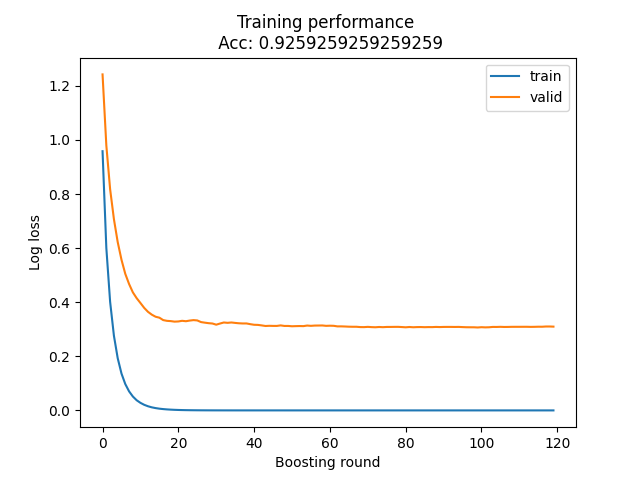 Training performance
Acc: 0.9259259259259259
train
valid
Log loss
1.2
1.0
0.8
0.6
0.4
0.2
0.0
0 20 40 60 80 100 120
Boosting round